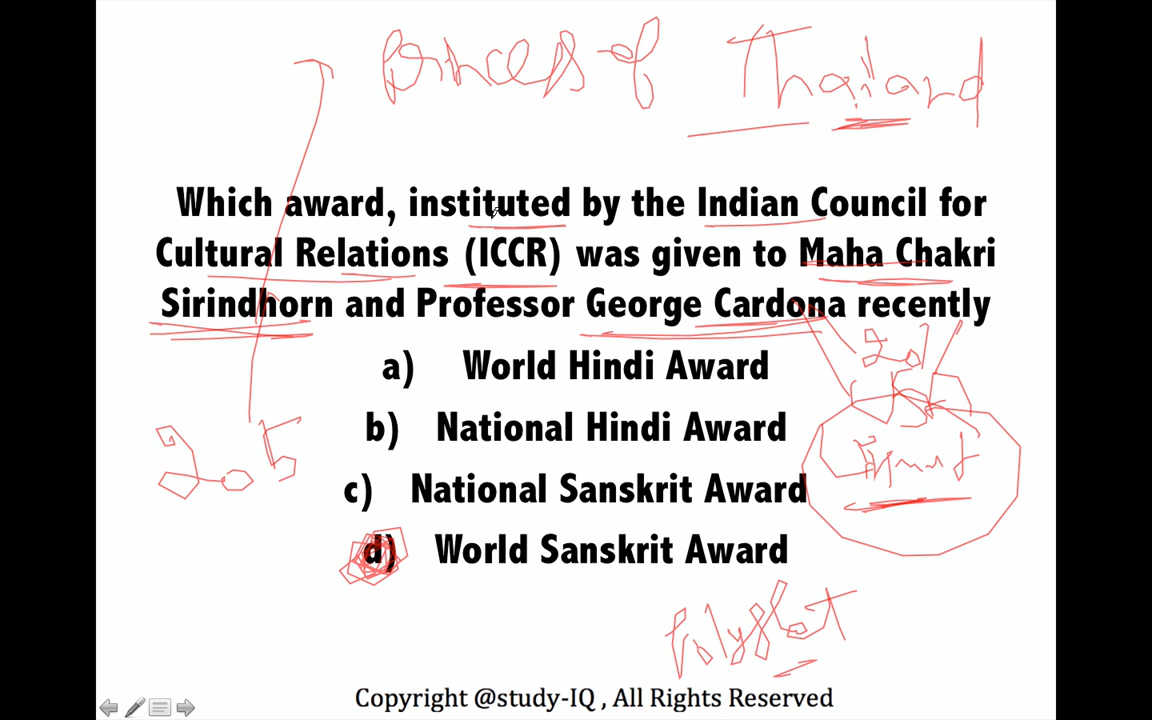 Princess of Thailand
Which award, instituted by the Indian Council for
Cultural Relations (ICCR) was given to Maha Chakri
Sirindhorn and Professor George Cardona recently
a) World Hindi Award
b) National Hindi Award
c) National Sanskrit Award
d) World Sanskrit Award
Polyglot
Copyright @study-IQ , All Rights Reserved